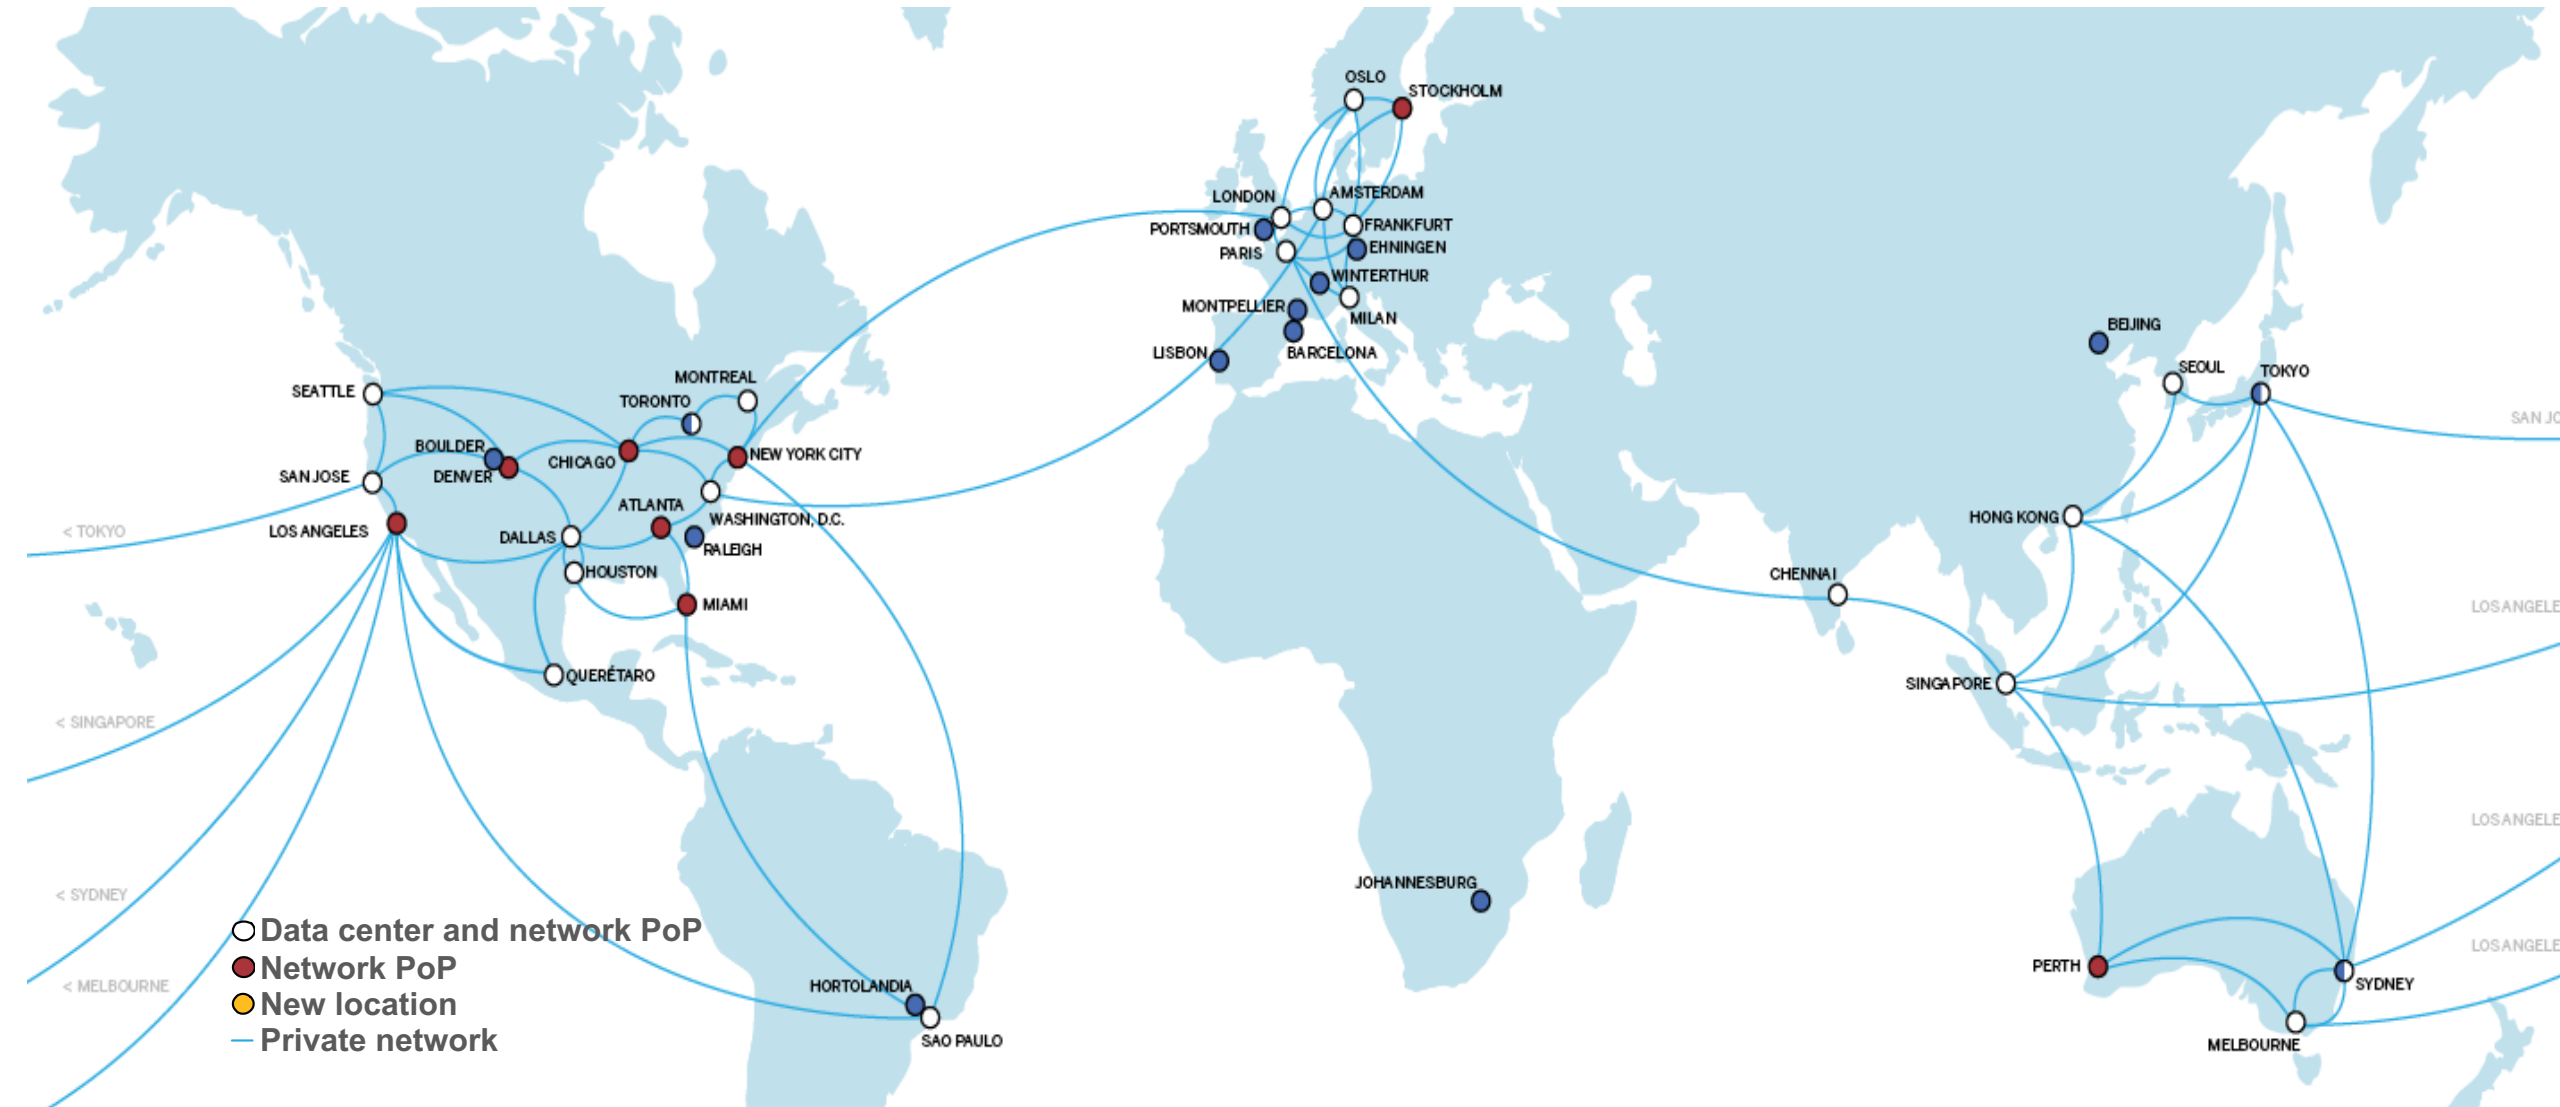 OSLO
STOCKHOLM
LONDON
AMSTERDAM
PORTSMOUTH
FRANKFURT
PARIS
EHNINGEN
WINTERTHUR
MONTPELLIER
MILAN
LISBON
BARCELONA
BEIJING
SEOUL
TOKYO
SEATTLE
MONTREAL
TORONTO
BOULDER
DENVER
CHICAGO
NEW YORK CITY
SAN JOSE
ATLANTA
LOS ANGELES
DALLAS
WASHINGTON, D.C.
RALEIGH
HOUSTON
MIAMI
QUERÉTARO
SAN JO
< TOKYO
< SINGAPORE
< SYDNEY
< MELBOURNE
HONG KONG
CHENNAI
SINGAPORE
LOS ANGELE
LOS ANGELE
LOS ANGELE
JOHANNESBURG
HORTOLANDIA
SAO PAULO
PERTH
SYDNEY
MELBOURNE
Data center and network PoP
Network PoP
New location
Private network